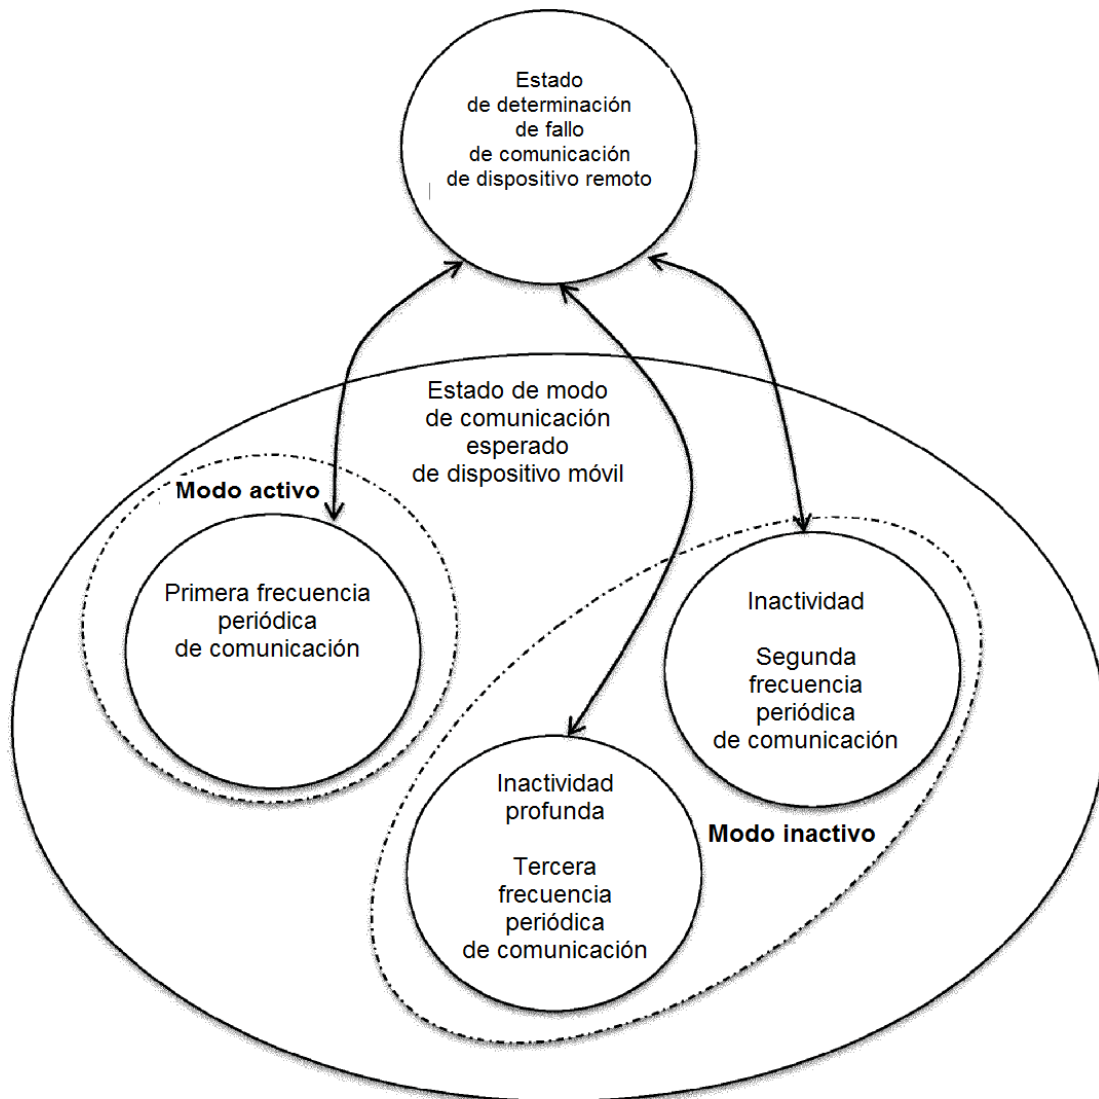 Estado
de determinación
de fallo
de comunicación
de dispositivo remoto
Estado de modo
de comunicación
esperado
de dispositivo móvil
Modo activo
Primera frecuencia
periódica
de comunicación
Inactividad
Segunda
frecuencia
periódica
de comunicación
Inactividad
profunda
Tercera
frecuencia
periódica
de comunicación
Modo inactivo